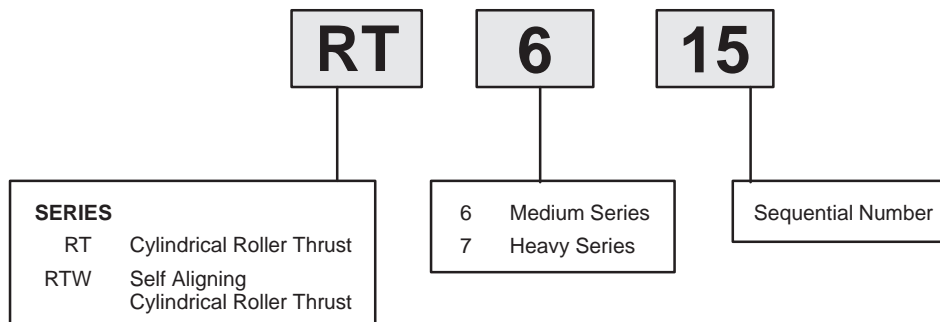 RT 6 15
SERIES
RT Cylindrical Roller Thrust
RTW Self Aligning
Cylindrical Roller Thrust
6 Medium Series
7 Heavy Series
Sequential Number